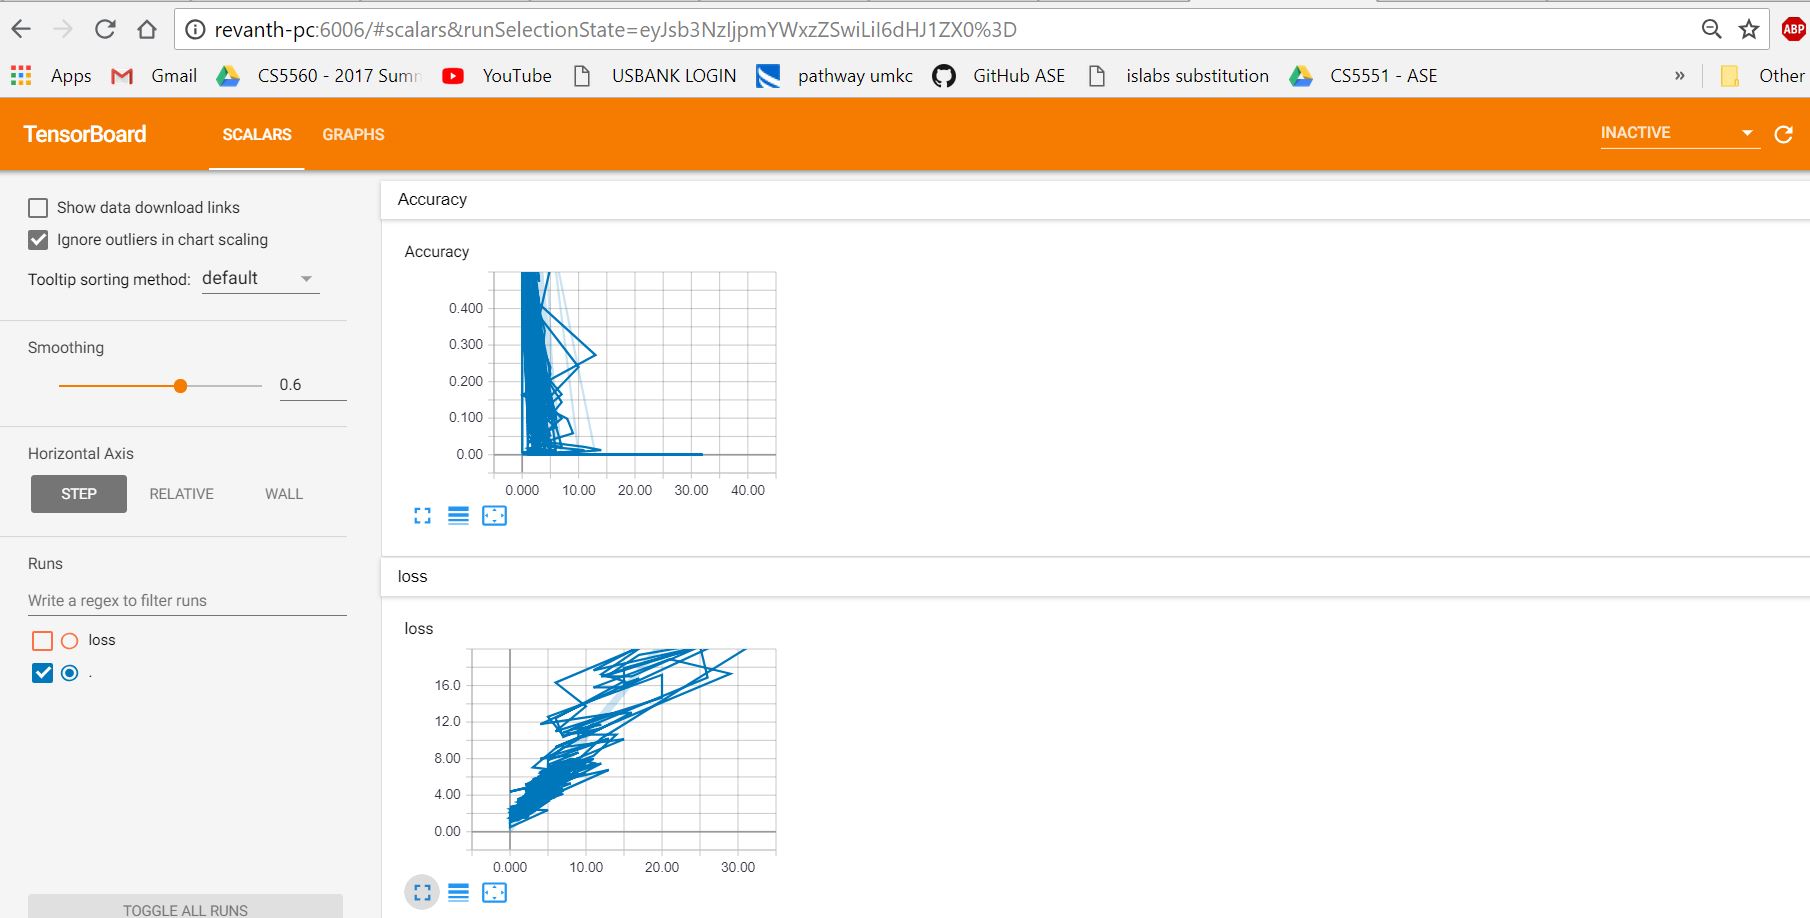 revanth-pc:6006/#scalars&runSelectionState=eyJsb3NzIjpmYWxzZSwiLiI6dHJ1ZX0%3D
ABP
Apps Gmail CS5560 - 2017 Sumn YouTube USBANK LOGIN pathway umkc GitHub ASE islabs substitution CS5551 - ASE » Other
TensorBoard SCALARS GRAPHS INACTIVE
Show data download links
Ignore outliers in chart scaling
Tooltip sorting method: default
Smoothing
0.6
Horizontal Axis
STEP RELATIVE WALL
Runs
Write a regex to filter runs
loss
.
TOGGLE ALL RUNS
Accuracy
Accuracy
0.400
0.300
0.200
0.100
0.00
0.000 10.00 20.00 30.00 40.00
loss
loss
16.0
12.0
8.00
4.00
0.00
0.000 10.00 20.00 30.00